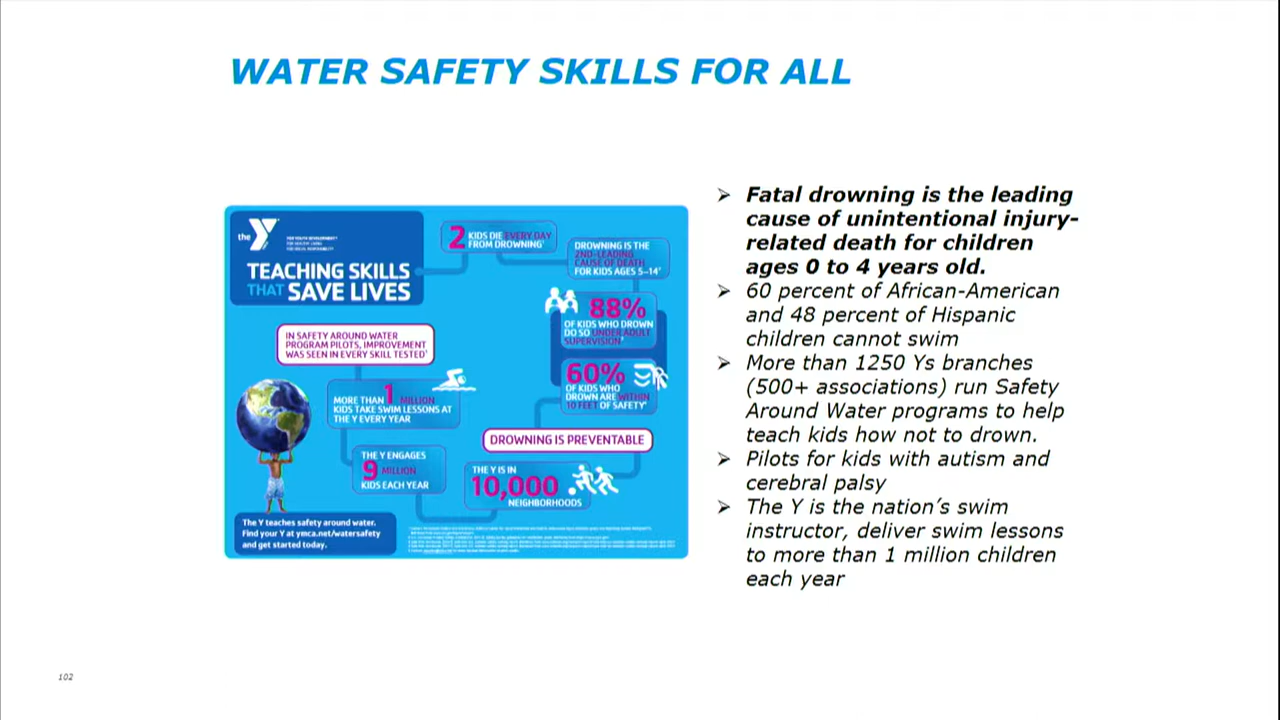 WATER SAFETY SKILLS FOR ALL
the Y
FOR YOUTH DEVELOPMENT
FOR HEALTHY LIVING
FOR SOCIAL RESPONSIBILITY
TEACHING SKILLS
THAT SAVE LIVES
2 KIDS DIE EVERY DAY
FROM DROWNING
DROWNING IS THE
2ND-LEADING
CAUSE OF DEATH
FOR KIDS AGES 5–14
88%
OF KIDS WHO DROWN
DO SO UNDER ADULT
SUPERVISION
60%
OF KIDS WHO
DROWN ARE WITHIN
10 FEET OF SAFETY
DROWNING IS PREVENTABLE
THE Y IS IN
10,000
NEIGHBORHOODS
THE Y ENGAGES
9 MILLION
KIDS EACH YEAR
MORE THAN 1 MILLION
KIDS TAKE SWIM LESSONS AT
THE Y EVERY YEAR
IN SAFETY AROUND WATER
PROGRAM PILOTS, IMPROVEMENT
WAS SEEN IN EVERY SKILL TESTED
The Y teaches safety around water.
Find your Y at ymca.net/watersafety
and get started today.
➢ Fatal drowning is the leading
cause of unintentional injury-
related death for children
ages 0 to 4 years old.
➢ 60 percent of African-American
and 48 percent of Hispanic
children cannot swim
➢ More than 1250 Ys branches
(500+ associations) run Safety
Around Water programs to help
teach kids how not to drown.
➢ Pilots for kids with autism and
cerebral palsy
➢ The Y is the nation’s swim
instructor, deliver swim lessons
to more than 1 million children
each year
102